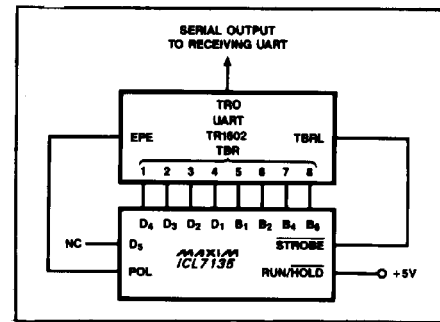 SERIAL OUTPUT
TO RECEIVING UART
TRO
UART
EPE TR1602 TBRL
TBR
1 2 3 4 5 6 7 8
D₄ D₃ D₂ D₁ B₁ B₂ B₄ B₈
NC D₅ STROBE
MAXIM
POL ICL7135 RUN/HOLD +5V